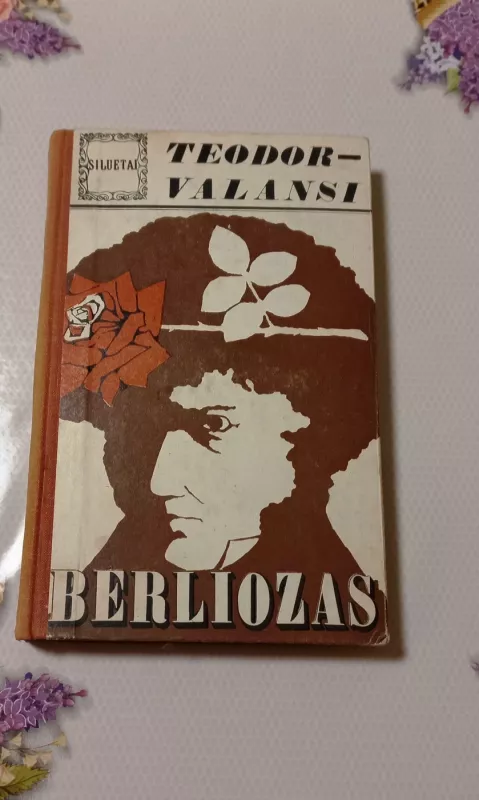 SILUETAI
TEODOR-
VALANSI
BERLIOZAS